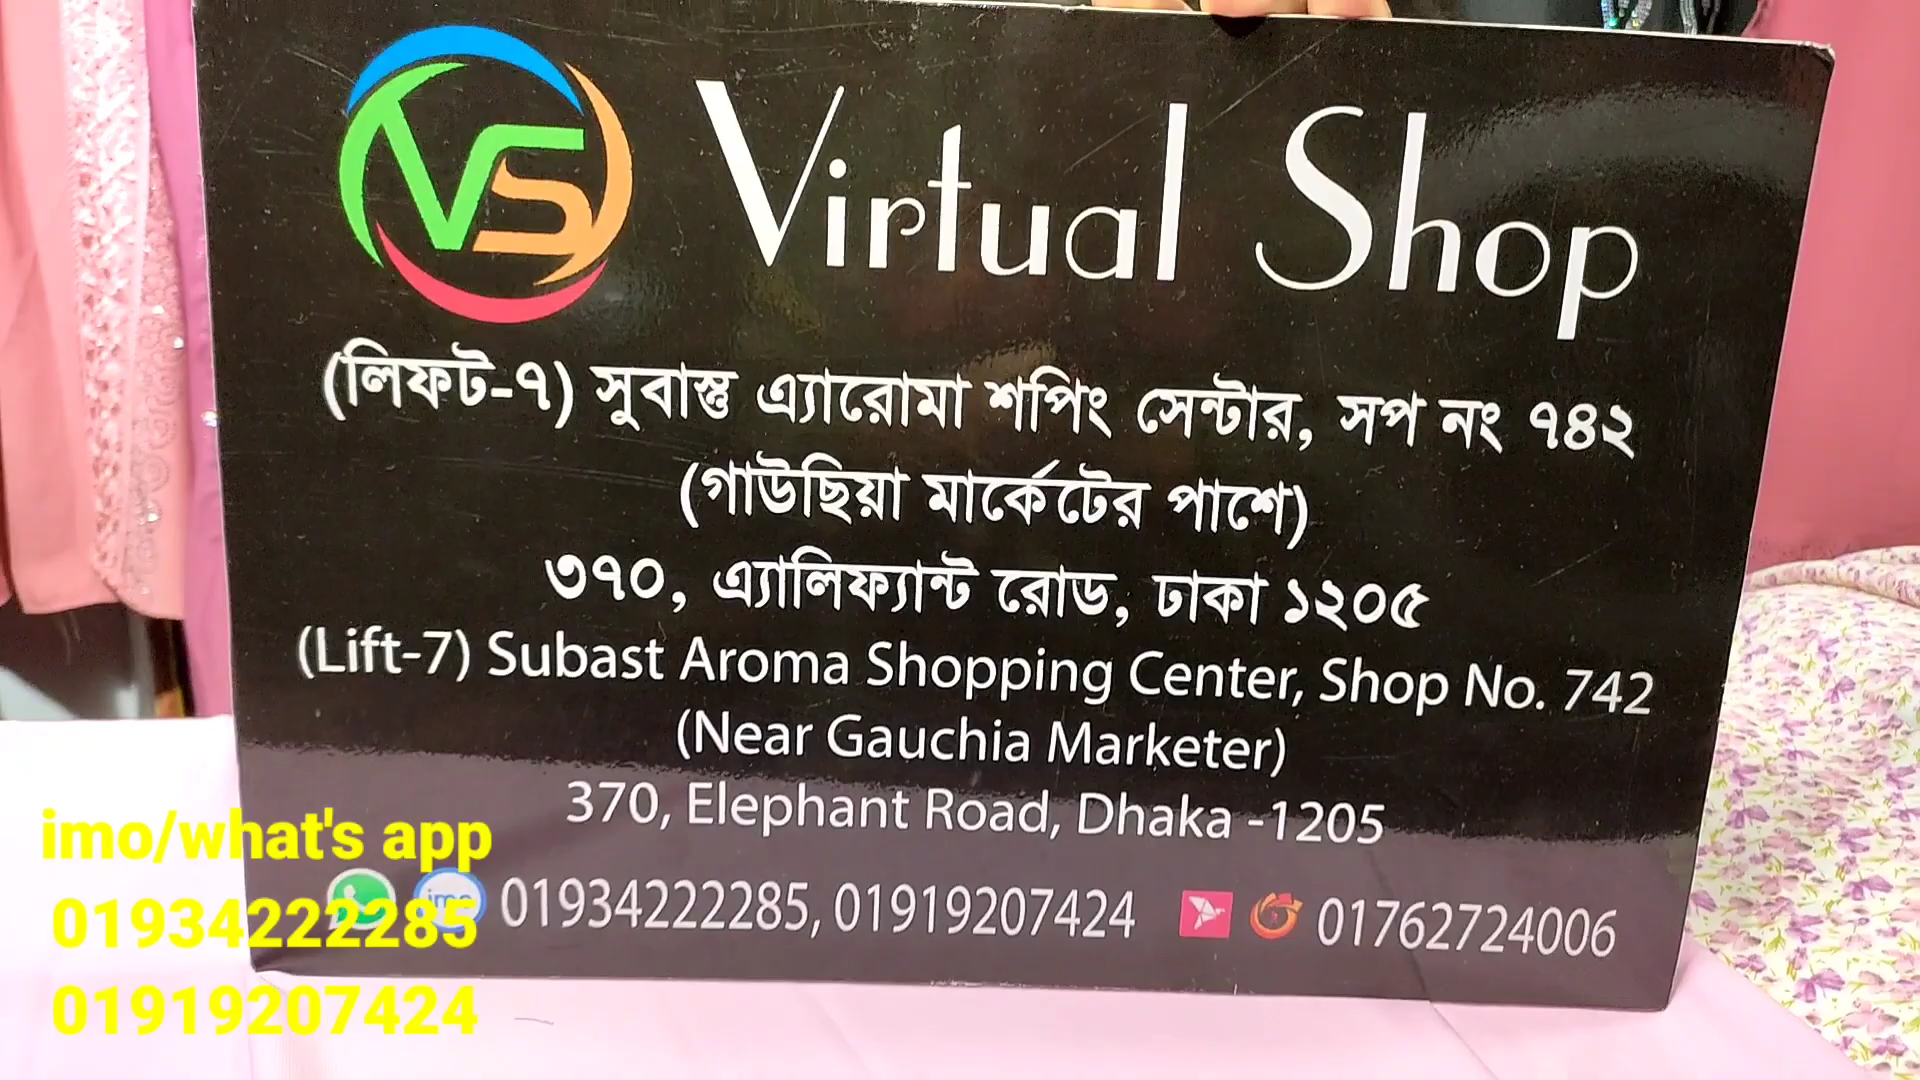 VS Virtual Shop
(লিফট-৭) সুবাস্তু এ্যারোমা শপিং সেন্টার, সপ নং ৭৪২
(গাউছিয়া মার্কেটের পাশে)
৩৭০, এ্যালিফ্যান্ট রোড, ঢাকা ১২০৫
(Lift-7) Subast Aroma Shopping Center, Shop No. 742
(Near Gauchia Marketer)
370, Elephant Road, Dhaka -1205
imo 01934222285, 01919207424 01762724006
imo/what's app
01934222285
01919207424